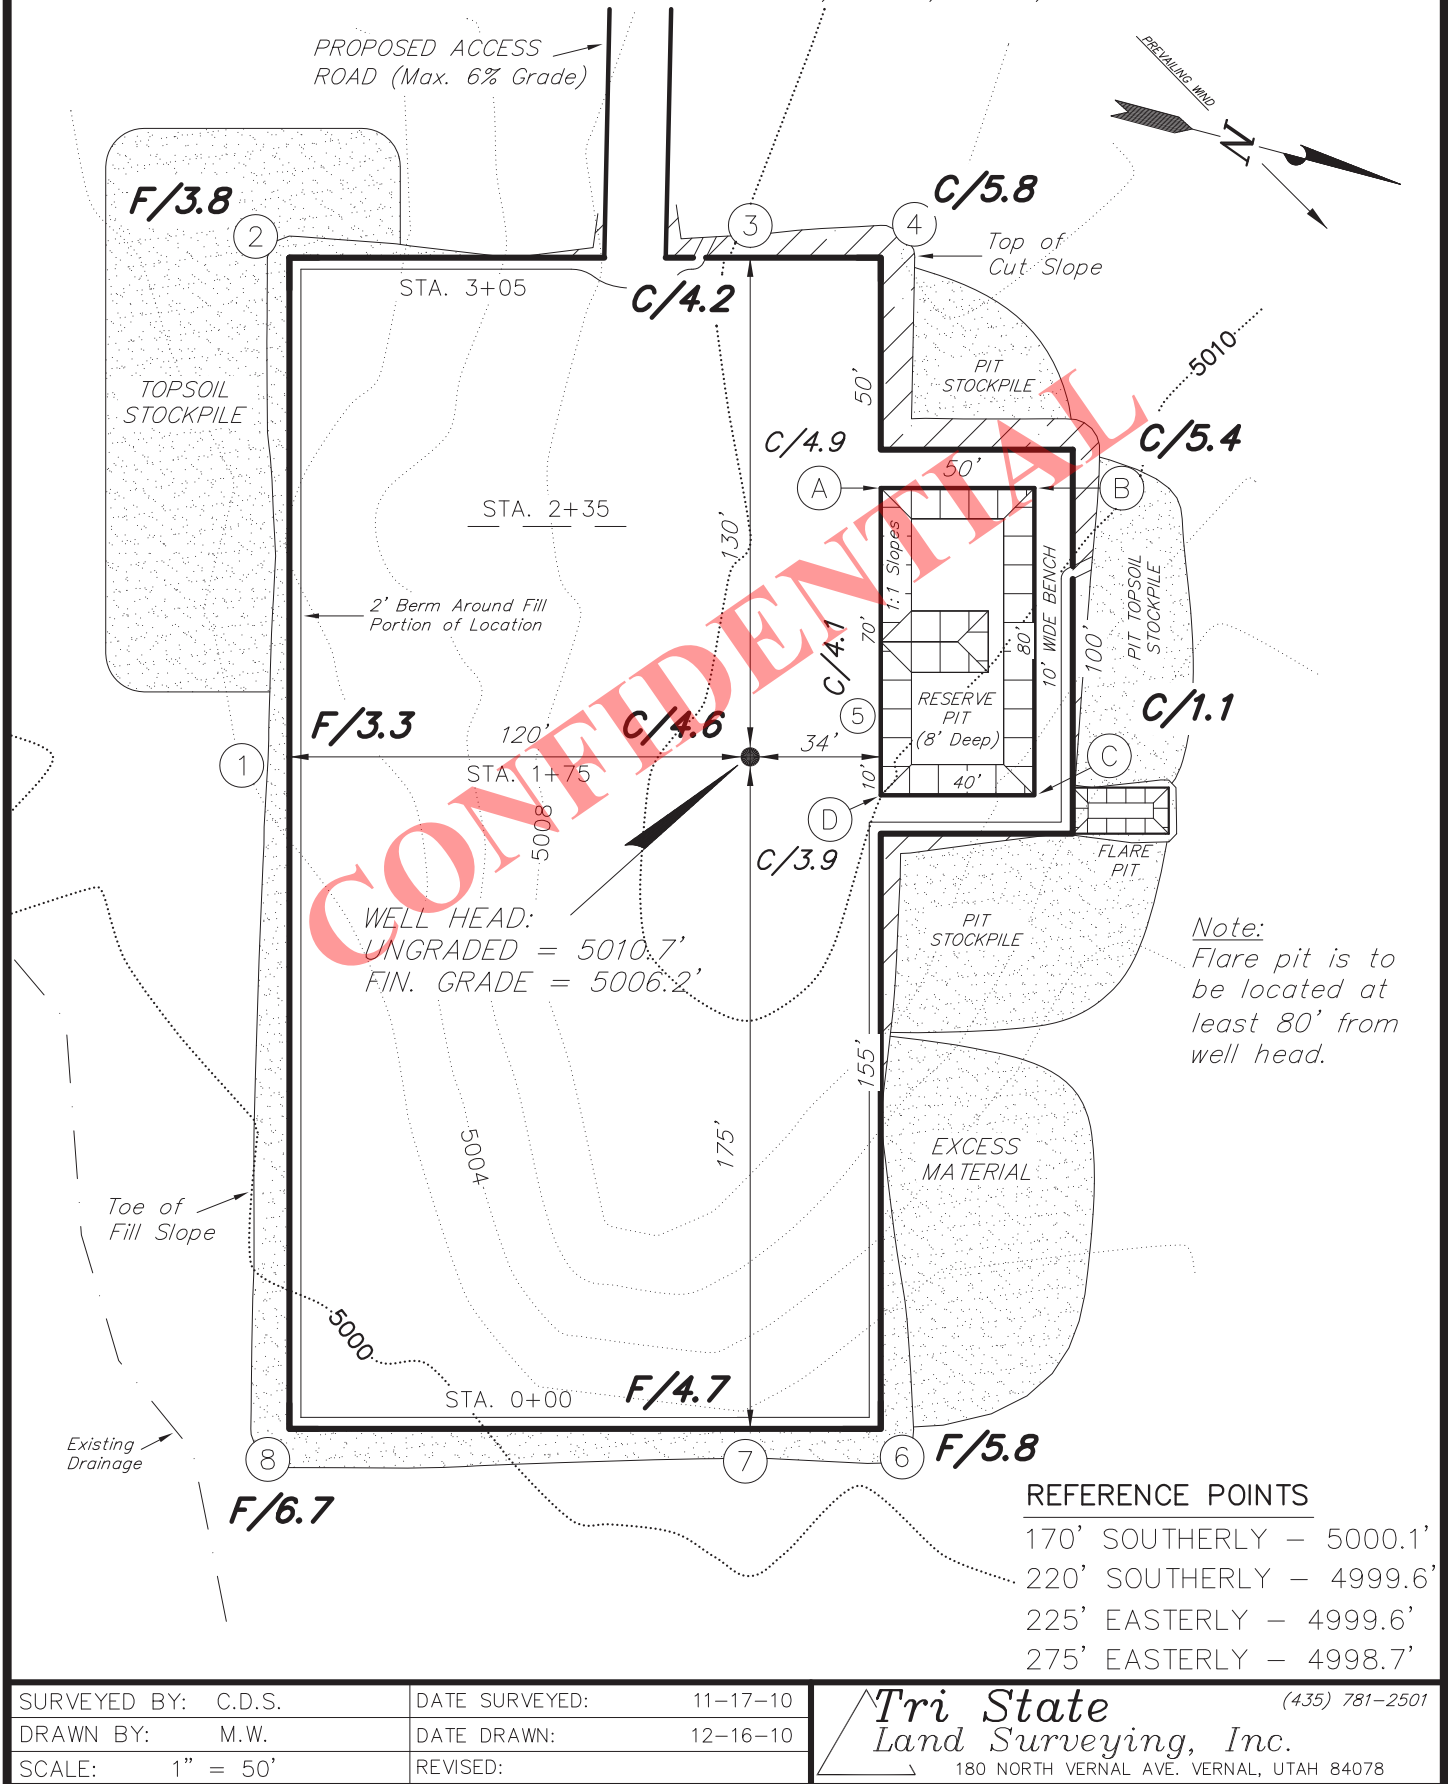 PROPOSED ACCESS
ROAD (Max. 6% Grade)
PREVAILING WIND
N
F/3.8
C/5.8
2
3
4
Top of
Cut Slope
STA. 3+05
C/4.2
5010
TOPSOIL
STOCKPILE
PIT
STOCKPILE
50'
C/4.9
C/5.4
50'
A
B
STA. 2+35
130'
1:1 Slopes
10' WIDE BENCH
PIT TOPSOIL
STOCKPILE
2' Berm Around Fill
Portion of Location
C/4.1
70'
80'
100'
CONFIDENTIAL
RESERVE
PIT
(8' Deep)
F/3.3
C/4.6
5
C/1.1
120'
34'
1
STA. 1+75
10'
40'
C
5008
D
C/3.9
FLARE
PIT
WELL HEAD:
UNGRADED = 5010.7'
FIN. GRADE = 5006.2'
PIT
STOCKPILE
Note:
Flare pit is to
be located at
least 80' from
well head.
155'
175'
5004
EXCESS
MATERIAL
Toe of
Fill Slope
5000
STA. 0+00
F/4.7
Existing
Drainage
8
7
6
F/5.8
F/6.7
REFERENCE POINTS
170' SOUTHERLY – 5000.1'
220' SOUTHERLY – 4999.6'
225' EASTERLY – 4999.6'
275' EASTERLY – 4998.7'
SURVEYED BY: C.D.S.
DATE SURVEYED: 11-17-10
DRAWN BY: M.W.
DATE DRAWN: 12-16-10
SCALE: 1" = 50'
REVISED:
Tri State
(435) 781-2501
Land Surveying, Inc.
180 NORTH VERNAL AVE. VERNAL, UTAH 84078